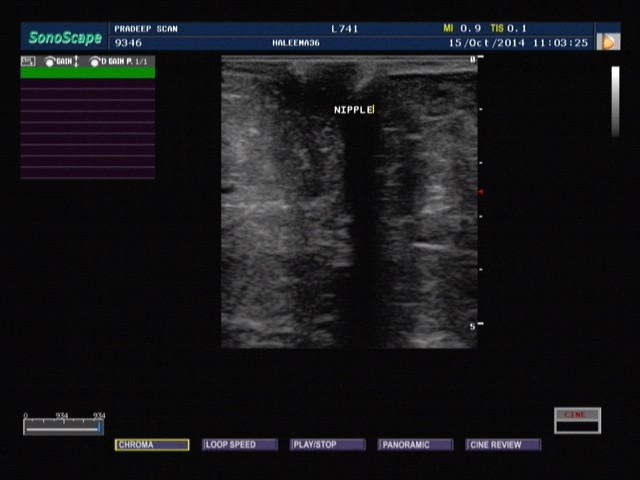 SonoScape
PRADEEP SCAN
L741
MI 0.9 TIS 0.1
9346
HALEEMA36
15/Oct/2014 11:03:25
GAIN
D GAIN P. 1/1
0
NIPPLE
5
0 934 934
CINE
CHROMA
LOOP SPEED
PLAY/STOP
PANORAMIC
CINE REVIEW